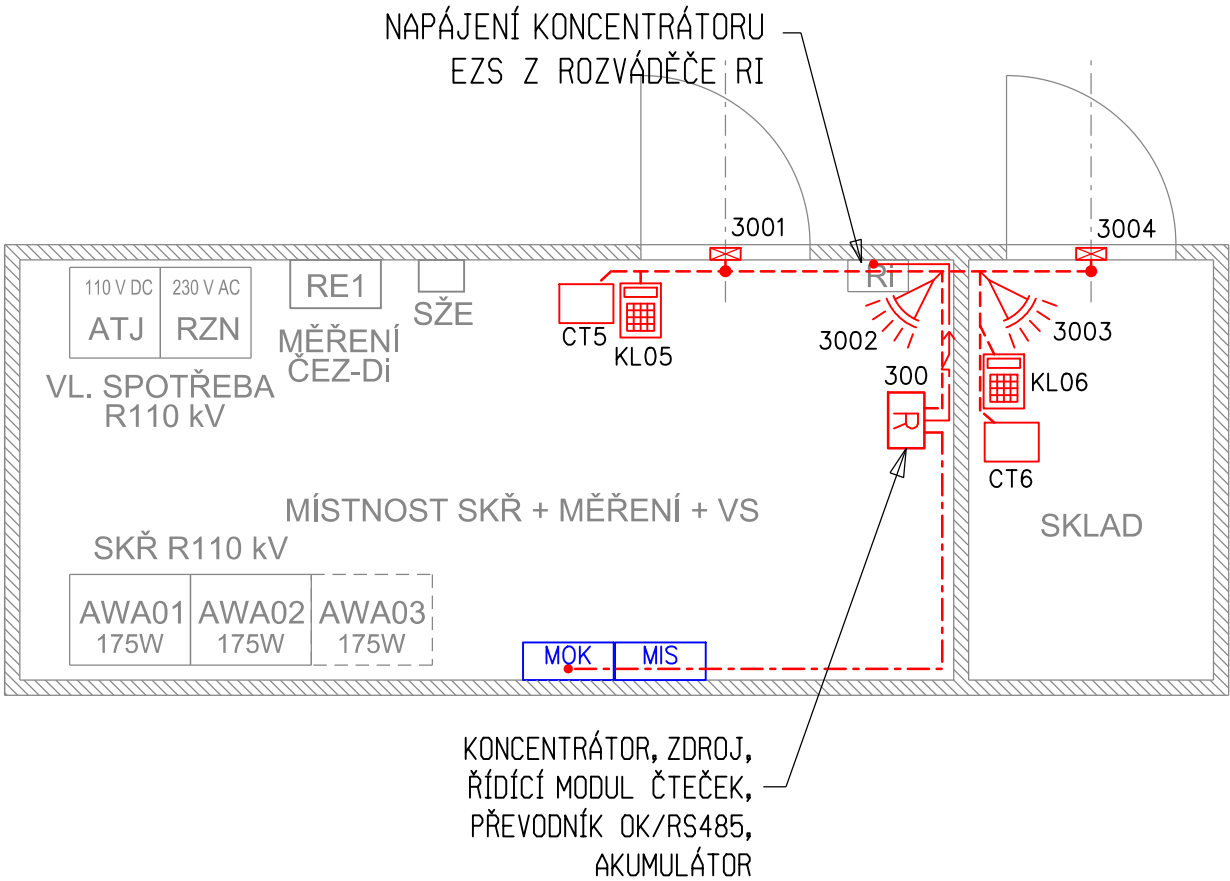 NAPÁJENÍ KONCENTRÁTORU
EZS Z ROZVÁDĚČE RI
3001
3004
110 V DC
230 V AC
ATJ
RZN
RE1
SŽE
MĚŘENÍ
ČEZ-Di
VL. SPOTŘEBA
R110 kV
CT5
KL05
Ri
3002
3003
300
R
KL06
CT6
MÍSTNOST SKŘ + MĚŘENÍ + VS
SKLAD
SKŘ R110 kV
AWA01
175W
AWA02
175W
AWA03
175W
MOK
MIS
KONCENTRÁTOR, ZDROJ,
ŘÍDÍCÍ MODUL ČTEČEK,
PŘEVODNÍK OK/RS485,
AKUMULÁTOR